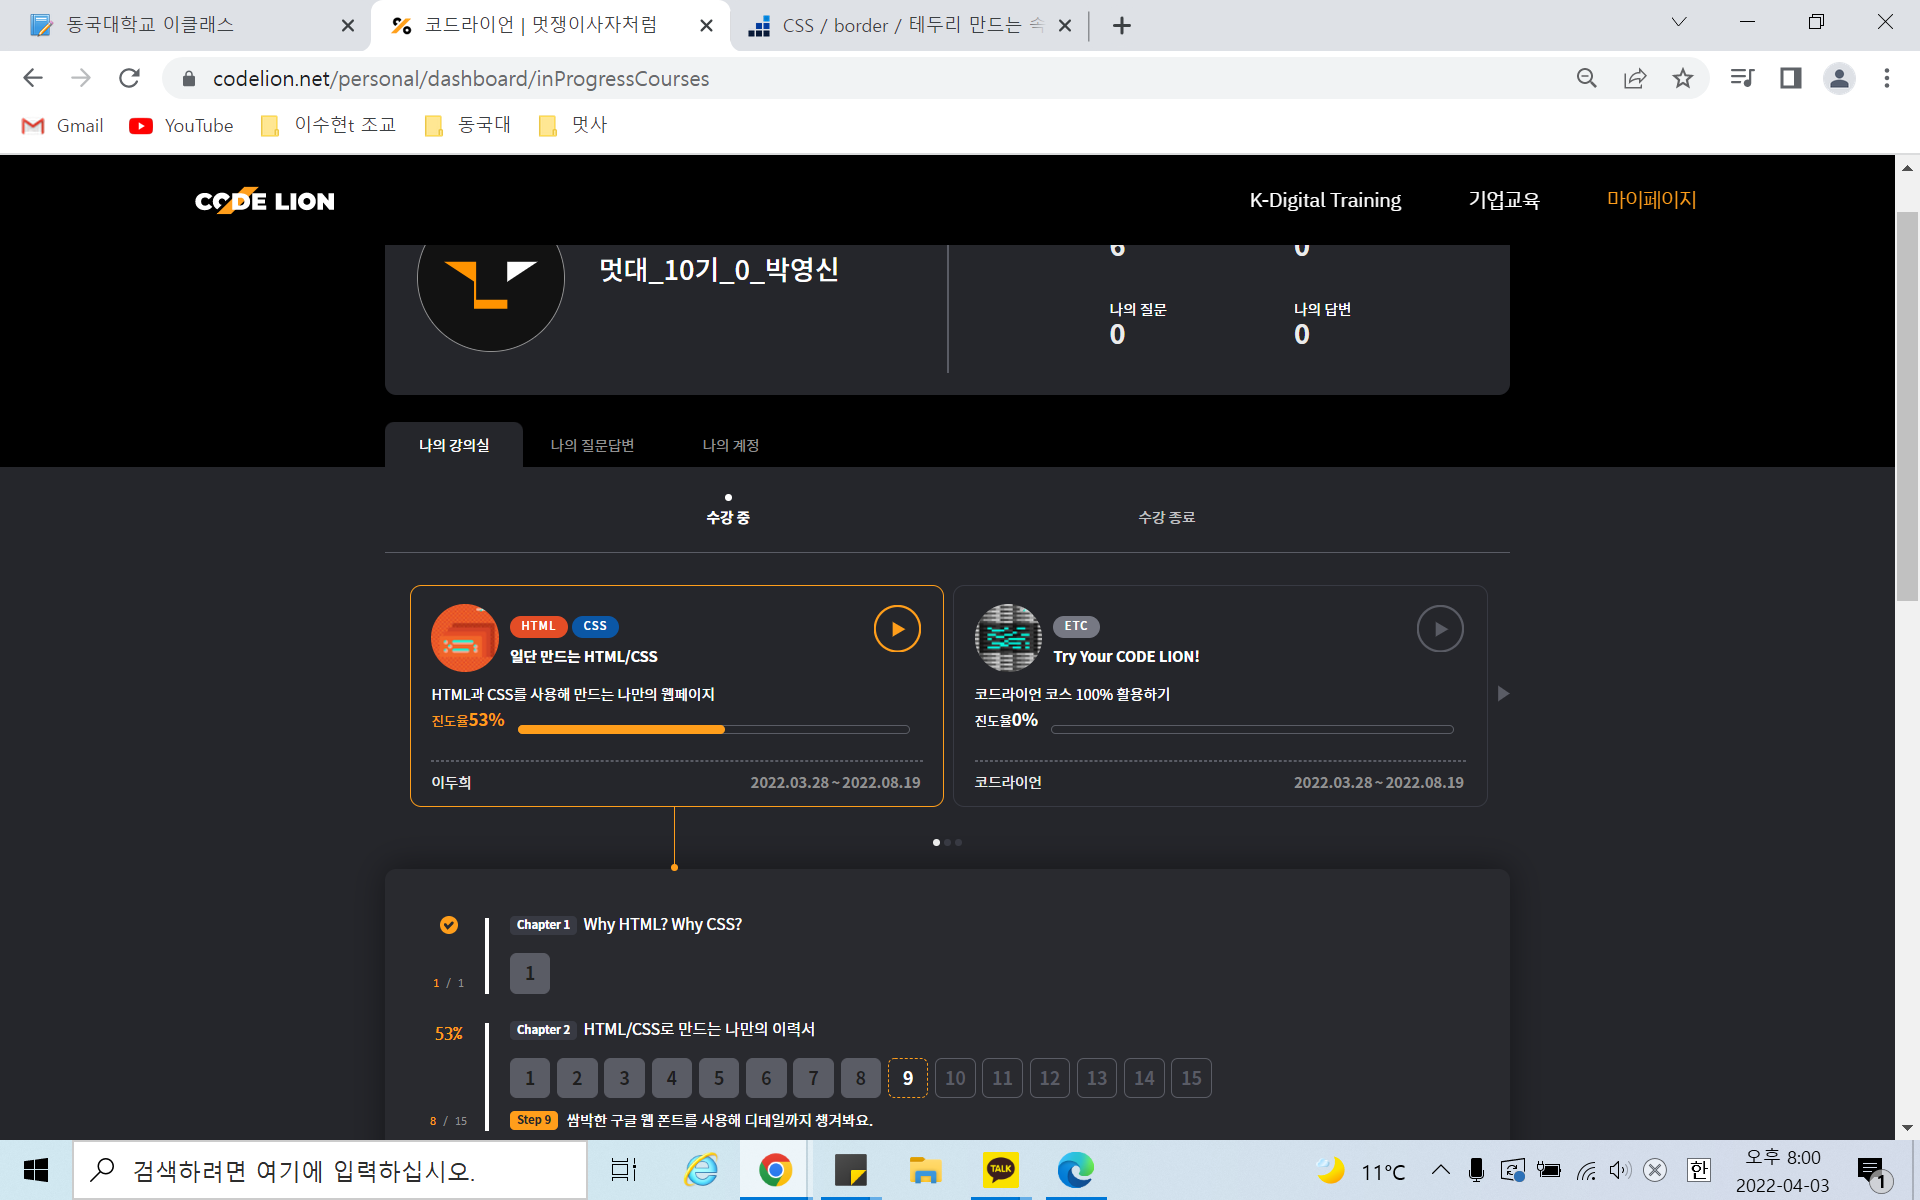 동국대학교 이클래스
코드라이언 | 멋쟁이사자처럼
CSS / border / 테두리 만드는 속
codelion.net/personal/dashboard/inProgressCourses
Gmail YouTube 이수현t 조교 동국대 멋사
CODE LION
K-Digital Training 기업교육 마이페이지
6 0
멋대_10기_0_박영신
나의 질문 나의 답변
0 0
나의 강의실 나의 질문답변 나의 계정
수강 중 수강 종료
HTML CSS
일단 만드는 HTML/CSS
HTML과 CSS를 사용해 만드는 나만의 웹페이지
진도율53%
이두희 2022.03.28 ~ 2022.08.19
ETC
Try Your CODE LION!
코드라이언 코스 100% 활용하기
진도율0%
코드라이언 2022.03.28 ~ 2022.08.19
Chapter 1 Why HTML? Why CSS?
1
1 / 1
53% Chapter 2 HTML/CSS로 만드는 나만의 이력서
1 2 3 4 5 6 7 8 9 10 11 12 13 14 15
8 / 15 Step 9 쌈박한 구글 웹 폰트를 사용해 디테일까지 챙겨봐요.
검색하려면 여기에 입력하십시오.
TALK
11°C
한
오후 8:00
2022-04-03
1